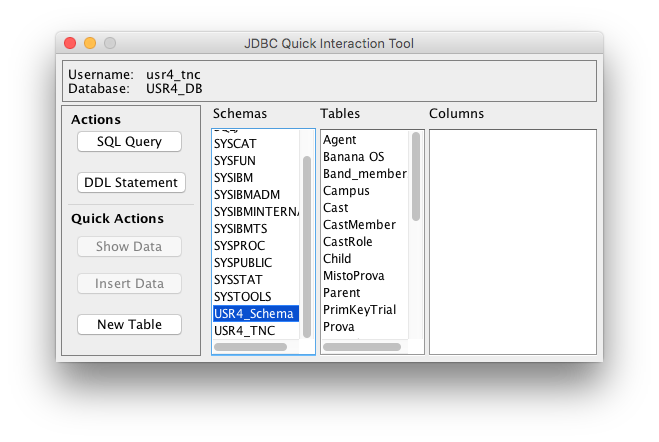 JDBC Quick Interaction Tool
Username: usr4_tnc
Database: USR4_DB
Actions
SQL Query
DDL Statement
Quick Actions
Show Data
Insert Data
New Table
Schemas
SYSCAT
SYSFUN
SYSIBM
SYSIBMADM
SYSIBMINTERNA
SYSIBMTS
SYSPROC
SYSPUBLIC
SYSSTAT
SYSTOOLS
USR4_Schema
USR4_TNC
Tables
Agent
Banana OS
Band_member
Campus
Cast
CastMember
CastRole
Child
MistoProva
Parent
PrimKeyTrial
Prova
Columns